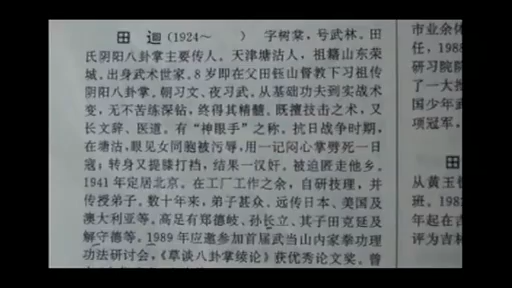 田 迴 (1924~ ) 字树棠，号武林。田
氏阴阳八卦掌主要传人。天津塘沽人，祖籍山东荣
城。出身武术世家。8岁即在父田钰山督教下习祖传
阴阳八卦掌。朝习文、夜习武。从基础功夫到实战术
变，无不苦练深钻，终得其精髓。既擅技击之术，又
长文辞、医道。有“神眼手”之称。抗日战争时期，
在塘沽，眼见女同胞被污辱，用一记闷心掌劈死一日
寇；转身又提膝打挡，结果一汉奸。被迫匿走他乡。
1941年定居北京。在工厂工作之余，自研技理，并
传授弟子。数十年来，弟子甚众。远传日本、美国及
澳大利亚等。高足有郑德岐、孙长立，其子田克延及
解守德等。1989年应邀参加首届武当山内家拳功理
功法研讨会，《草谈八卦掌续论》获优秀论文奖。曾
市业余体
任，1988
研习院院
了一大批
国少年武
项冠军。
田
从黄玉
班。198
年起在吉
评为吉林